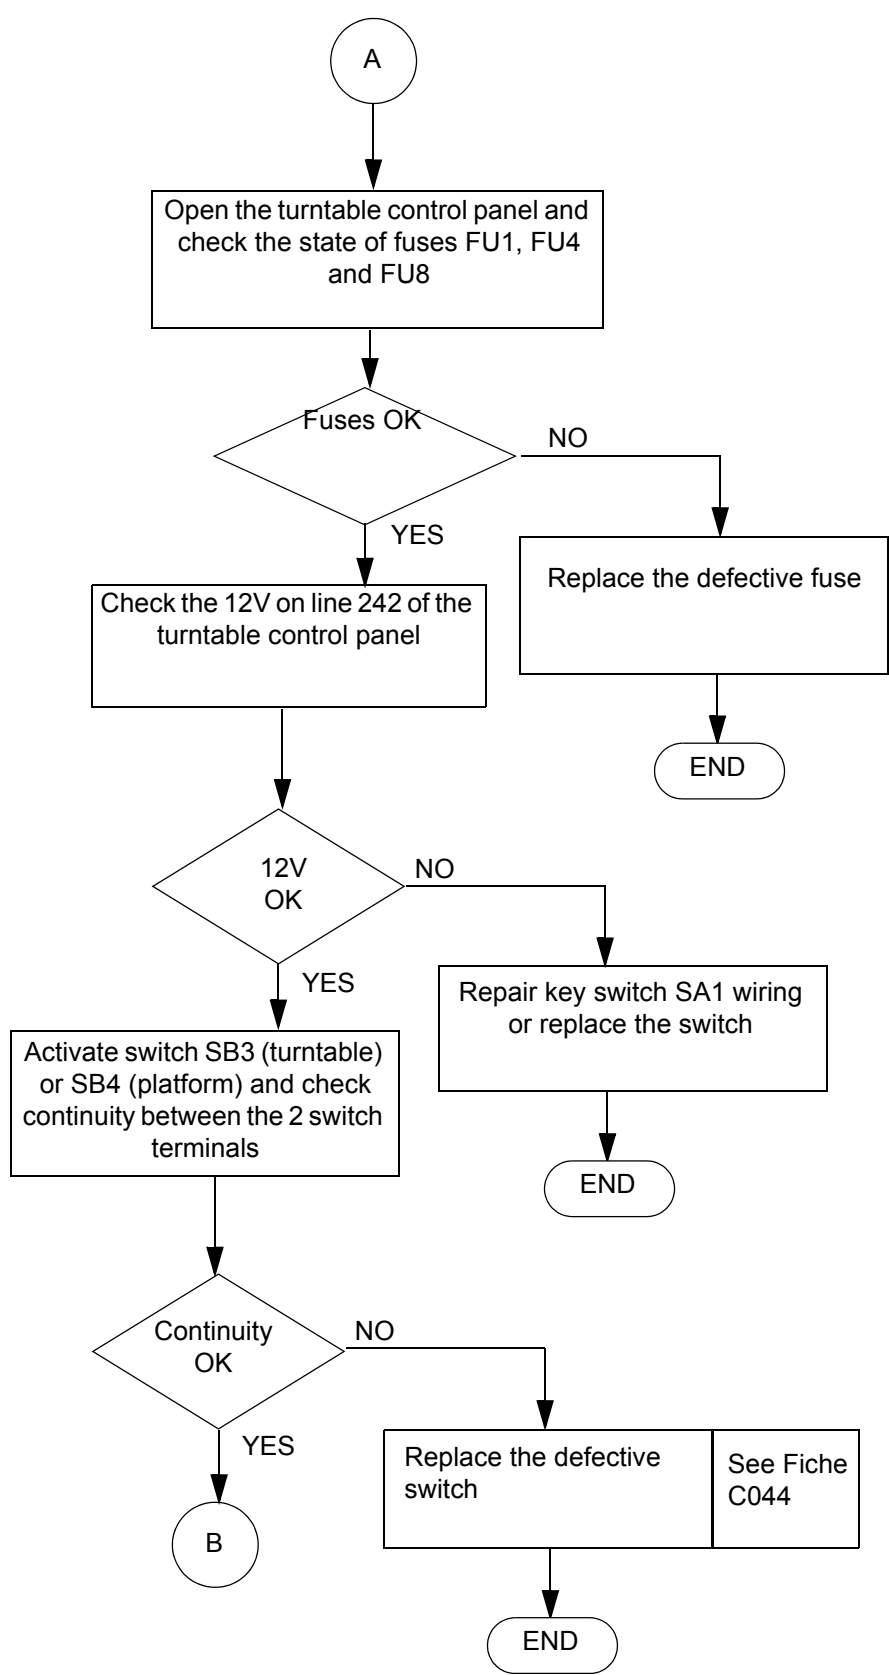 A
Open the turntable control panel and
check the state of fuses FU1, FU4
and FU8
Fuses OK
NO
YES
Replace the defective fuse
Check the 12V on line 242 of the
turntable control panel
END
12V
OK
NO
YES
Repair key switch SA1 wiring
or replace the switch
Activate switch SB3 (turntable)
or SB4 (platform) and check
continuity between the 2 switch
terminals
END
Continuity
OK
NO
YES
Replace the defective
switch
See Fiche
C044
B
END